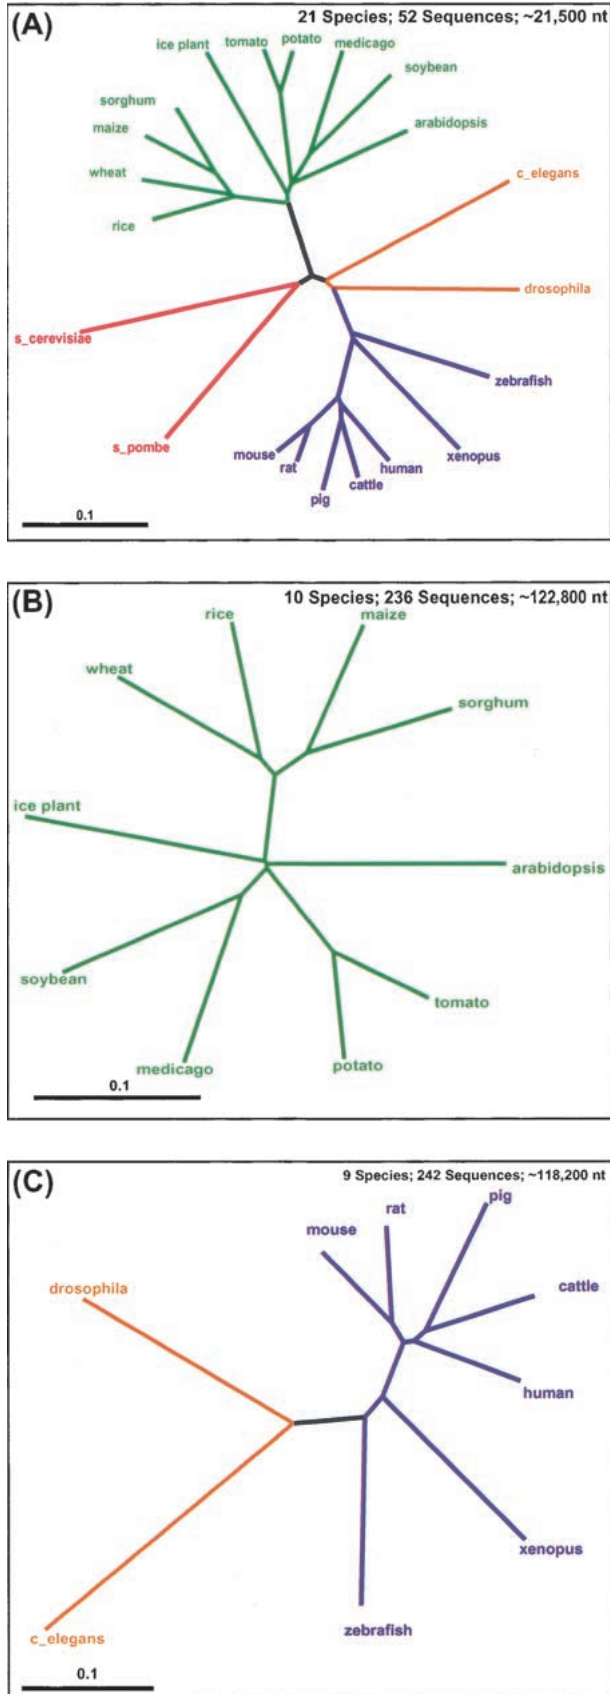 (A)
21 Species; 52 Sequences; ~21,500 nt
ice plant
tomato
potato
medicago
soybean
sorghum
maize
arabidopsis
wheat
c_elegans
rice
drosophila
s_cerevisiae
zebrafish
s_pombe
mouse
rat
pig
cattle
human
xenopus
0.1
(B)
10 Species; 236 Sequences; ~122,800 nt
rice
maize
wheat
sorghum
ice plant
arabidopsis
soybean
tomato
medicago
potato
0.1
(C)
9 Species; 242 Sequences; ~118,200 nt
pig
rat
mouse
drosophila
cattle
human
xenopus
zebrafish
c_elegans
0.1